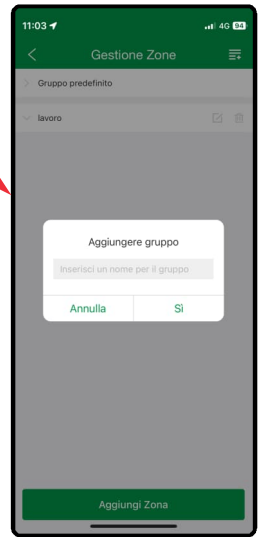 11:03
4G 94
Gestione Zone
Gruppo predefinito
lavoro
Aggiungere gruppo
Inserisci un nome per il gruppo
Annulla Sì
Aggiungi Zona